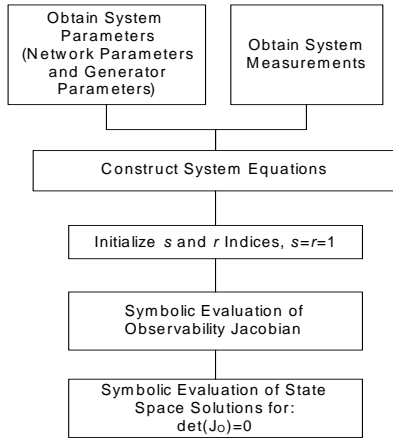 Obtain System
Parameters
(Network Parameters
and Generator
Parameters)
Obtain System
Measurements
Construct System Equations
Initialize s and r Indices, s=r=1
Symbolic Evaluation of
Observability Jacobian
Symbolic Evaluation of State
Space Solutions for:
det(JO)=0